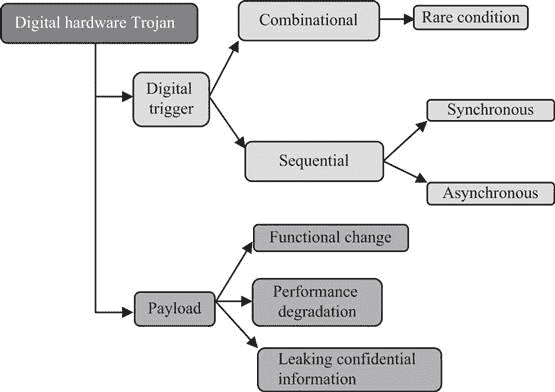 Digital hardware Trojan
Combinational
Rare condition
Digital
trigger
Synchronous
Sequential
Asynchronous
Functional change
Payload
Performance
degradation
Leaking confidential
information